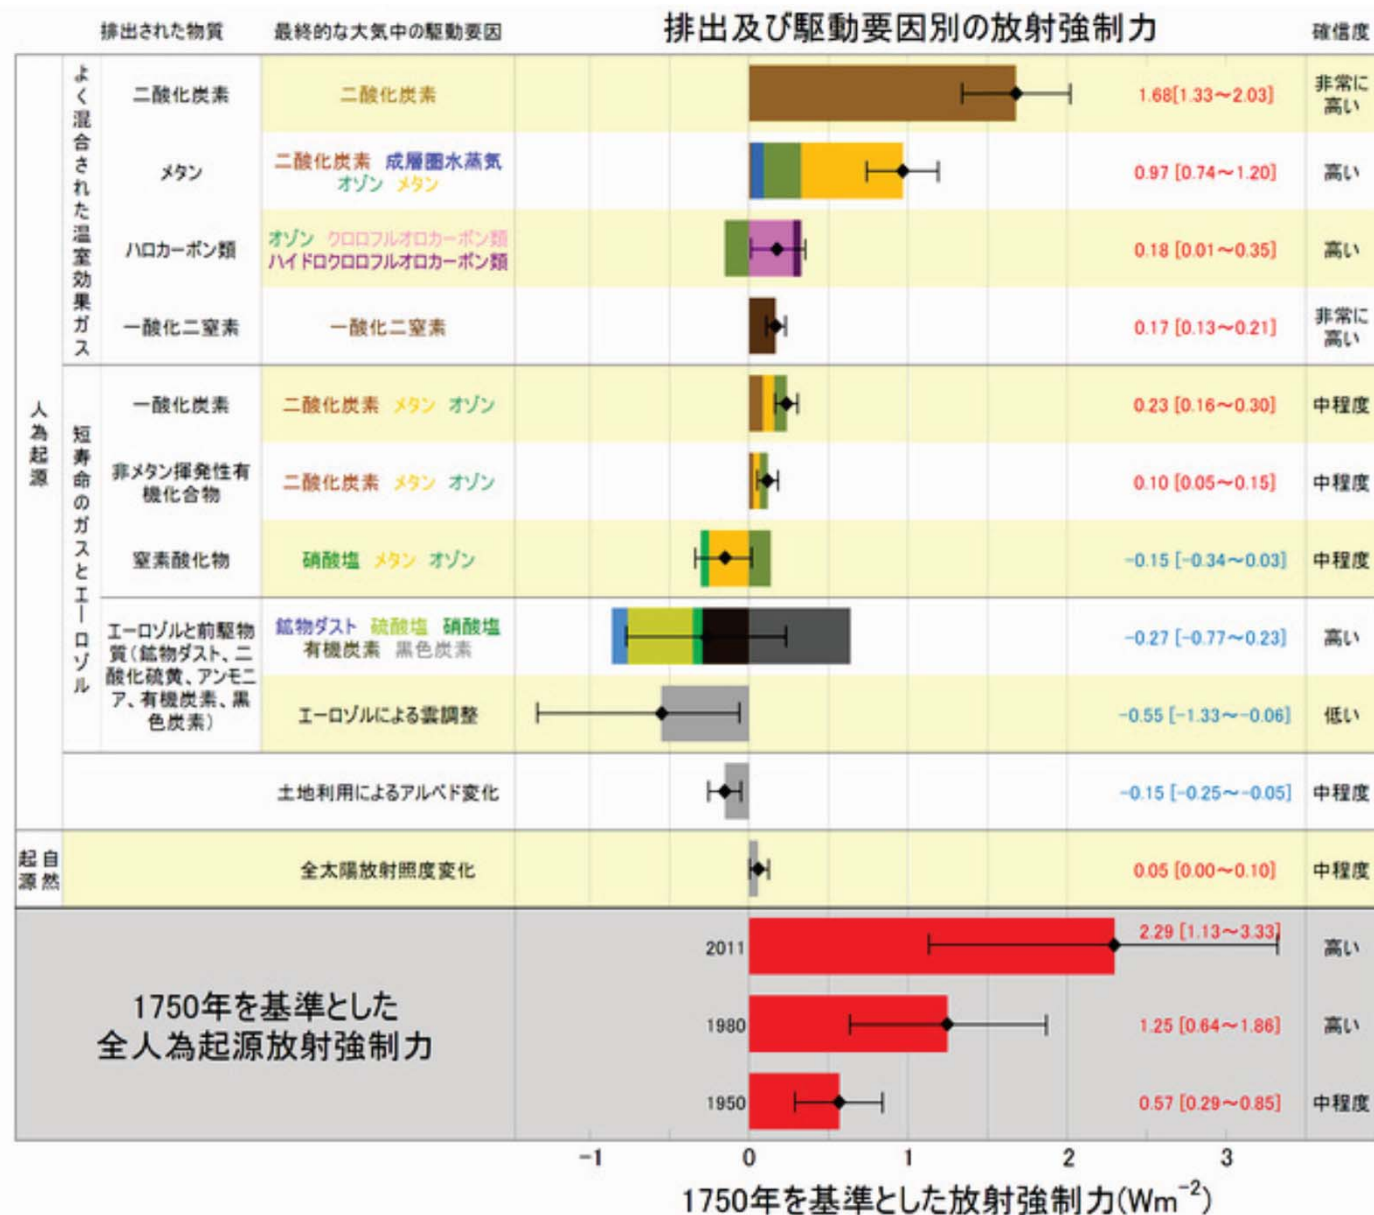 排出及び駆動要因別の放射強制力
排出された物質
最終的な大気中の駆動要因
確信度
人為起源
よく混合された温室効果ガス
二酸化炭素
二酸化炭素
1.68[1.33～2.03]
非常に
高い
メタン
二酸化炭素 成層圏水蒸気
オゾン メタン
0.97 [0.74～1.20]
高い
ハロカーボン類
オゾン クロロフルオロカーボン類
ハイドロクロロフルオロカーボン類
0.18 [0.01～0.35]
高い
一酸化二窒素
一酸化二窒素
0.17 [0.13～0.21]
非常に
高い
短寿命のガスとエーロゾル
一酸化炭素
二酸化炭素 メタン オゾン
0.23 [0.16～0.30]
中程度
非メタン揮発性有
機化合物
二酸化炭素 メタン オゾン
0.10 [0.05～0.15]
中程度
窒素酸化物
硝酸塩 メタン オゾン
-0.15 [-0.34～0.03]
中程度
エーロゾルと前駆物
質(鉱物ダスト、二
酸化硫黄、アンモニ
ア、有機炭素、黒
色炭素)
鉱物ダスト 硫酸塩 硝酸塩
有機炭素 黒色炭素
-0.27 [-0.77～0.23]
高い
エーロゾルによる雲調整
-0.55 [-1.33～-0.06]
低い
土地利用によるアルベド変化
-0.15 [-0.25～-0.05]
中程度
自然
起源
全太陽放射照度変化
0.05 [0.00～0.10]
中程度
1750年を基準とした
全人為起源放射強制力
2011
2.29 [1.13～3.33]
高い
1980
1.25 [0.64～1.86]
高い
1950
0.57 [0.29～0.85]
中程度
-1 0 1 2 3
1750年を基準とした放射強制力(Wm⁻²)